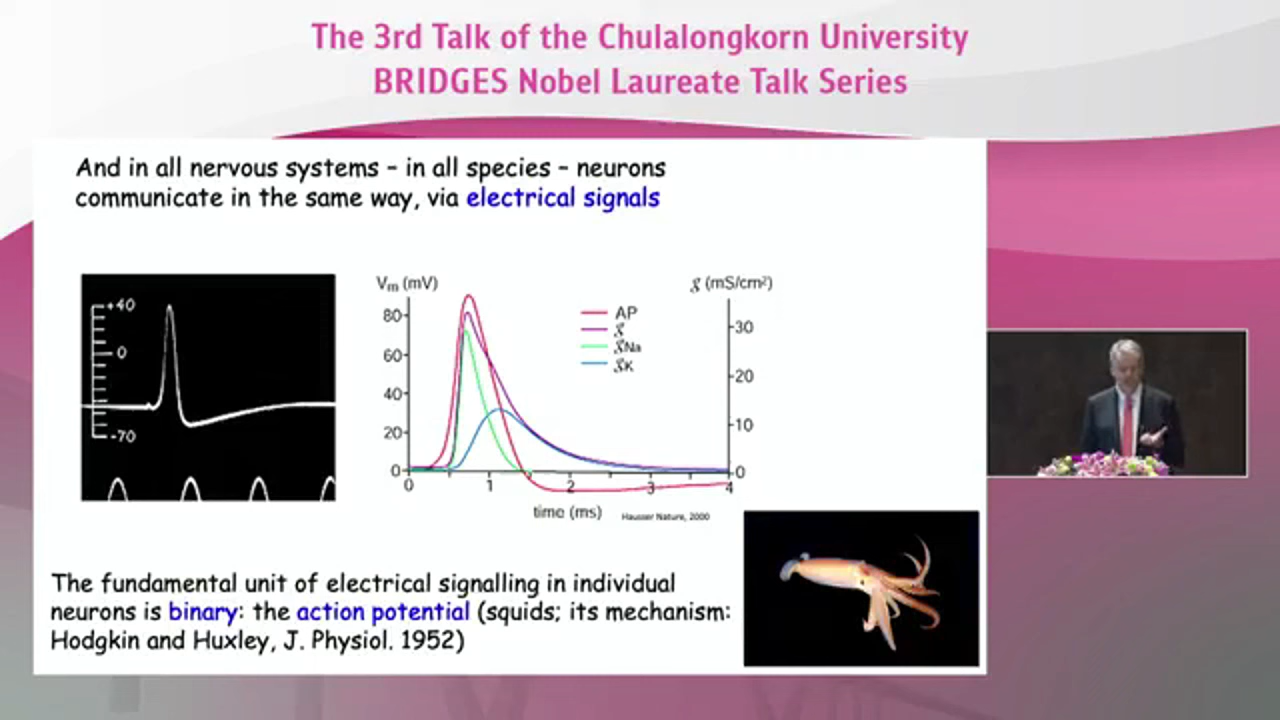 The 3rd Talk of the Chulalongkorn University
BRIDGES Nobel Laureate Talk Series
And in all nervous systems – in all species – neurons
communicate in the same way, via electrical signals
+40
0
-70
Vm (mV)
80
60
40
20
0
g (mS/cm²)
30
20
10
0
AP
g
gNa
gK
0 1 2 3 4
time (ms)
Hausser Nature, 2000
The fundamental unit of electrical signalling in individual
neurons is binary: the action potential (squids; its mechanism:
Hodgkin and Huxley, J. Physiol. 1952)